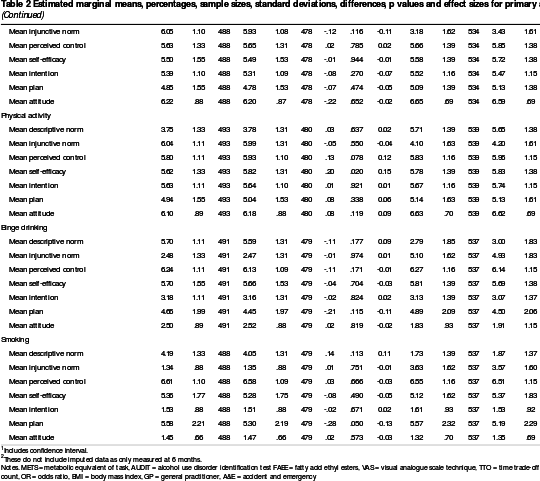 Table 2 Estimated marginal means, percentages, sample sizes, standard deviations, differences, p values and effect sizes for primary
(Continued)
Mean injunctive norm 6.05 1.10 488 5.93 1.08 478 -.12 .116 -0.11 3.18 1.62 534 3.43 1.61
Mean perceived control 5.63 1.33 488 5.65 1.31 478 .02 .785 0.02 5.66 1.39 534 5.85 1.38
Mean self-efficacy 5.50 1.55 488 5.49 1.53 478 -.01 .944 -0.01 5.58 1.39 534 5.72 1.38
Mean intention 5.39 1.10 488 5.31 1.09 478 -.08 .270 -0.07 5.52 1.16 534 5.47 1.15
Mean plan 4.85 1.55 488 4.78 1.53 478 -.07 .474 -0.05 5.09 1.39 534 5.13 1.38
Mean attitude 6.22 .88 488 6.20 .87 478 -.22 .652 -0.02 6.65 .69 534 6.59 .69
Physical activity
Mean descriptive norm 3.75 1.33 493 3.78 1.31 480 .03 .637 0.02 5.71 1.39 539 5.65 1.38
Mean injunctive norm 6.04 1.11 493 5.99 1.31 480 -.05 .550 -0.04 4.10 1.63 539 4.20 1.61
Mean perceived control 5.80 1.11 493 5.93 1.10 480 .13 .078 0.12 5.83 1.16 539 5.95 1.15
Mean self-efficacy 5.62 1.33 493 5.82 1.31 480 .20 .020 0.15 5.78 1.39 539 5.83 1.38
Mean intention 5.63 1.11 493 5.64 1.10 480 .01 .921 0.01 5.67 1.16 539 5.74 1.15
Mean plan 4.94 1.55 493 5.04 1.53 480 .08 .338 0.06 5.14 1.63 539 5.13 1.61
Mean attitude 6.10 .89 493 6.18 .88 480 .08 .119 0.09 6.63 .70 539 6.62 .69
Binge drinking
Mean descriptive norm 5.70 1.11 491 5.59 1.31 479 -.11 .177 0.09 2.79 1.85 537 3.00 1.83
Mean injunctive norm 2.48 1.33 491 2.47 1.31 479 -.01 .974 0.01 5.10 1.62 537 4.93 1.83
Mean perceived control 6.24 1.11 491 6.13 1.09 479 -.11 .171 -0.01 6.27 1.16 537 6.14 1.15
Mean self-efficacy 5.70 1.55 491 5.66 1.53 479 -.04 .704 -0.03 5.81 1.39 537 5.69 1.38
Mean intention 3.18 1.11 491 3.16 1.31 479 -.02 .824 0.02 3.13 1.39 537 3.07 1.37
Mean plan 4.66 1.99 491 4.45 1.97 479 -.21 .115 -0.11 4.89 2.09 537 4.50 2.06
Mean attitude 2.50 .89 491 2.52 .88 479 .02 .819 -0.02 1.83 .93 537 1.91 1.15
Smoking
Mean descriptive norm 4.19 1.33 488 4.05 1.31 479 .14 .113 0.11 1.73 1.39 537 1.87 1.37
Mean injunctive norm 1.34 .88 488 1.35 .88 479 .01 .751 -0.01 3.63 1.62 537 3.57 1.60
Mean perceived control 6.61 1.10 488 6.58 1.09 479 .03 .666 -0.03 6.55 1.16 537 6.51 1.15
Mean self-efficacy 5.36 1.77 488 5.28 1.75 479 -.08 .490 -0.05 5.12 1.62 537 5.37 1.83
Mean intention 1.53 .88 488 1.51 .88 479 -.02 .671 0.02 1.61 .93 537 1.53 .92
Mean plan 5.58 2.21 488 5.30 2.19 479 -.28 .050 -0.13 5.57 2.32 537 5.19 2.29
Mean attitude 1.45 .66 488 1.47 .66 479 .02 .573 -0.03 1.32 .70 537 1.35 .69
1Includes confidence interval.
2These do not include imputed data as only measured at 6 months.
Notes. METS = metabolic equivalent of task, AUDIT = alcohol use disorder identification test FAEE = fatty acid ethyl esters, VAS = visual analogue scale technique, TTO = time trade off
count, OR = odds ratio, BMI = body mass index, GP = general practitioner, A&E = accident and emergency